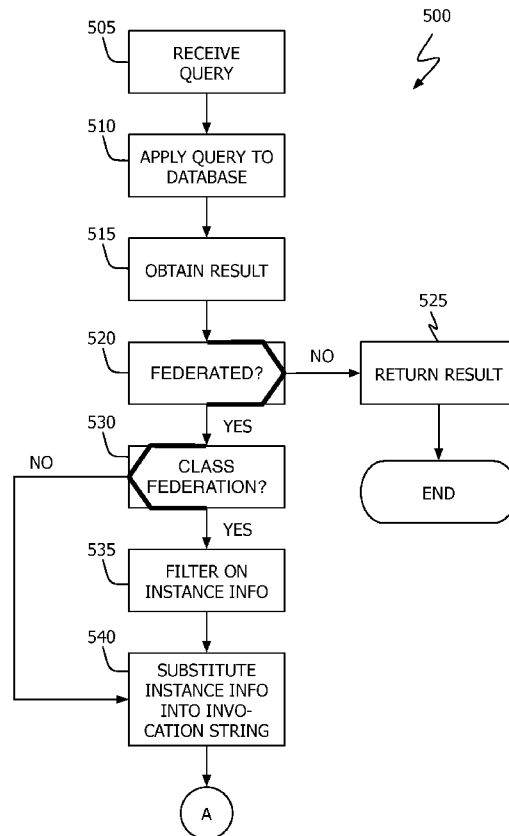 500
505
RECEIVE
QUERY
510
APPLY QUERY TO
DATABASE
515
OBTAIN RESULT
520
FEDERATED?
NO
525
RETURN RESULT
END
YES
530
NO
CLASS
FEDERATION?
YES
535
FILTER ON
INSTANCE INFO
540
SUBSTITUTE
INSTANCE INFO
INTO INVO-
CATION STRING
A